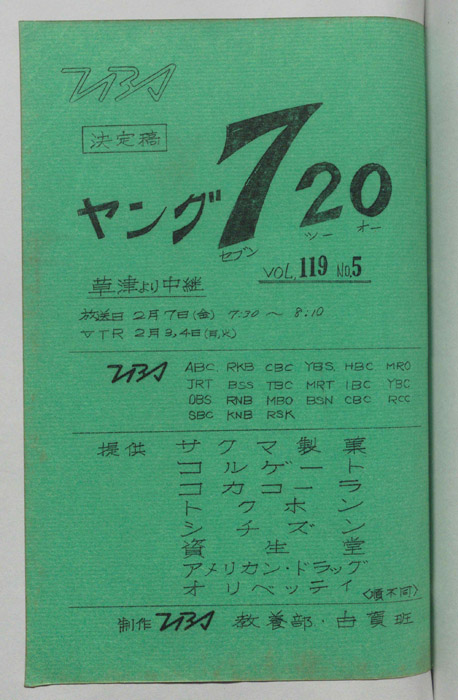 TBS
決定稿
ヤング720
セブン ツー オー
VOL. 119 No.5
草津より中継
放送日 2月7日(金) 7:30 ～ 8:10
VTR 2月3,4日(月,火)
TBS ABC RKB CBC YBS HBC MRO
JRT BSS TBC MRT IBC YBC
OBS RNB MBO BSN CBC RCC
SBC KNB RSK
提供 サクマ製菓
コルゲート
コカコーラ
トクホン
シチズン
資生堂
アメリカン・ドラッグ
オリベッティ
(順不同)
制作 TBS 教養部・古賀班